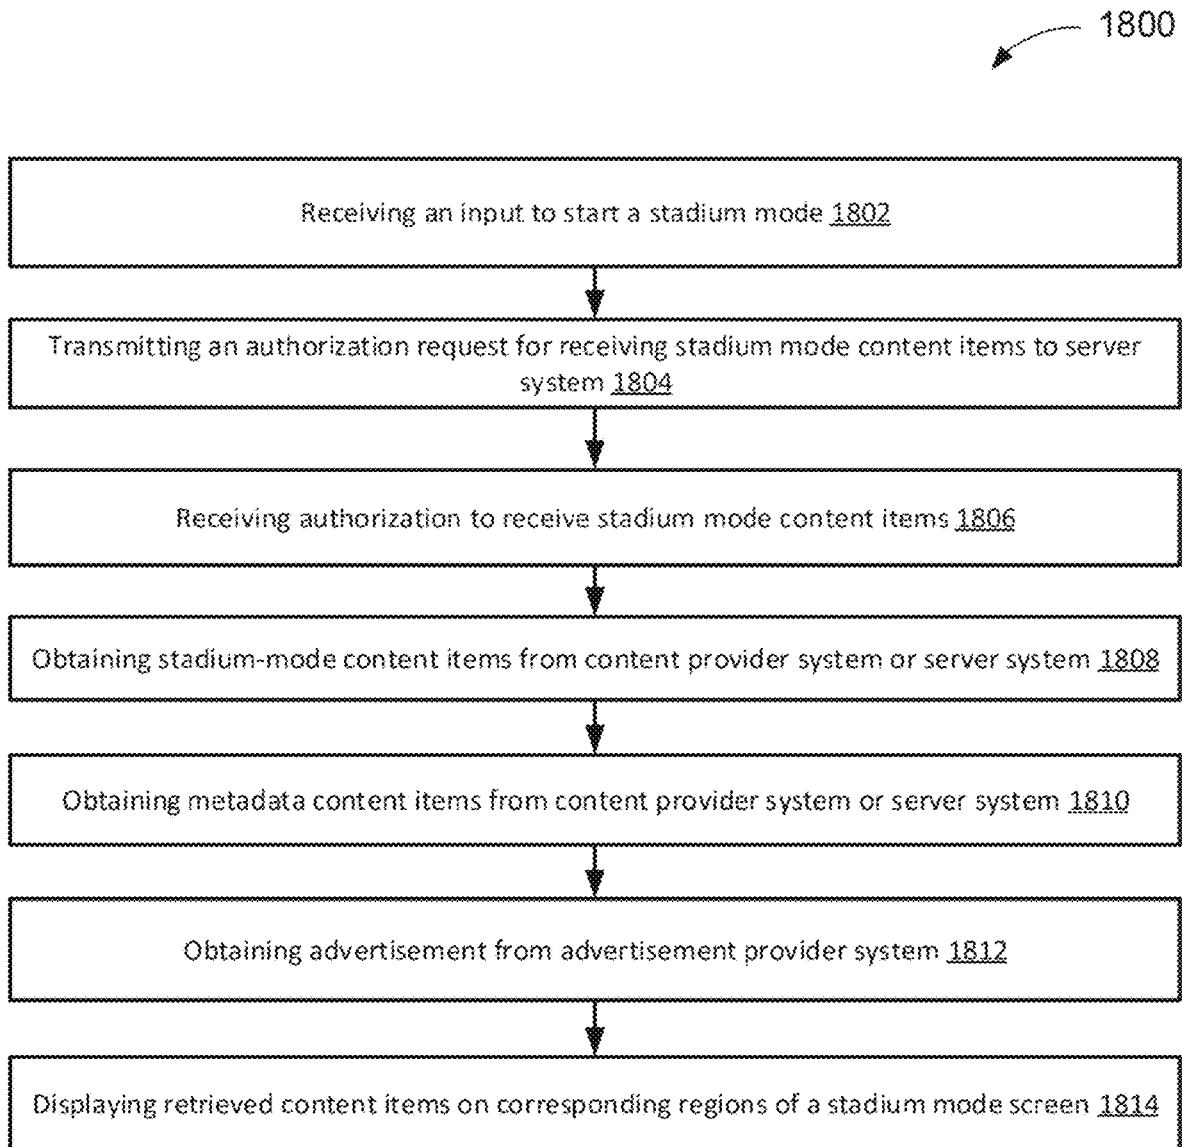 1800
Receiving an input to start a stadium mode 1802
Transmitting an authorization request for receiving stadium mode content items to server
system 1804
Receiving authorization to receive stadium mode content items 1806
Obtaining stadium-mode content items from content provider system or server system 1808
Obtaining metadata content items from content provider system or server system 1810
Obtaining advertisement from advertisement provider system 1812
Displaying retrieved content items on corresponding regions of a stadium mode screen 1814